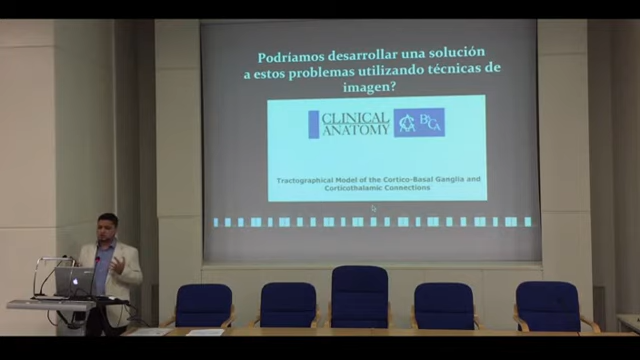 Podríamos desarrollar una solución
a estos problemas utilizando técnicas de
imagen?
CLINICAL
ANATOMY
Tractographical Model of the Cortico-Basal Ganglia and
Corticothalamic Connections